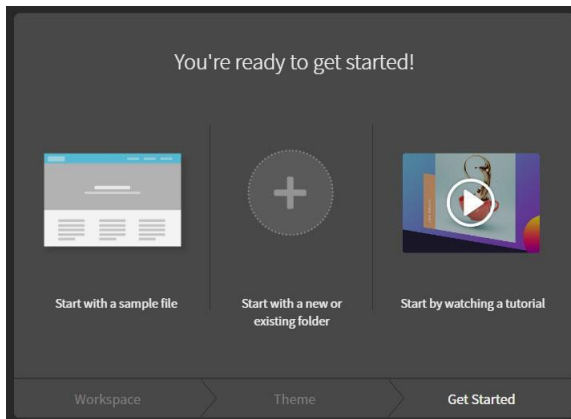 You're ready to get started!
Start with a sample file
Start with a new or
existing folder
Start by watching a tutorial
Workspace
Theme
Get Started